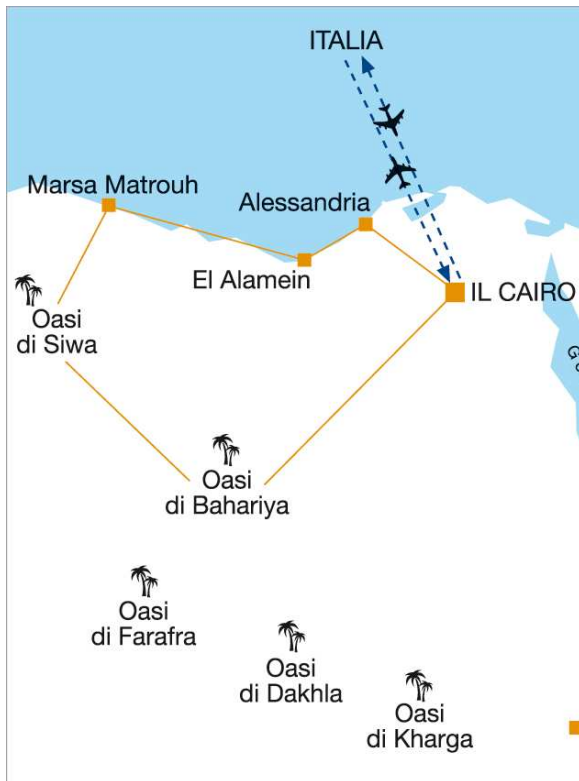 ITALIA
Marsa Matrouh
Alessandria
El Alamein
IL CAIRO
Oasi
di Siwa
Oasi
di Bahariya
Oasi
di Farafra
Oasi
di Dakhla
Oasi
di Kharga